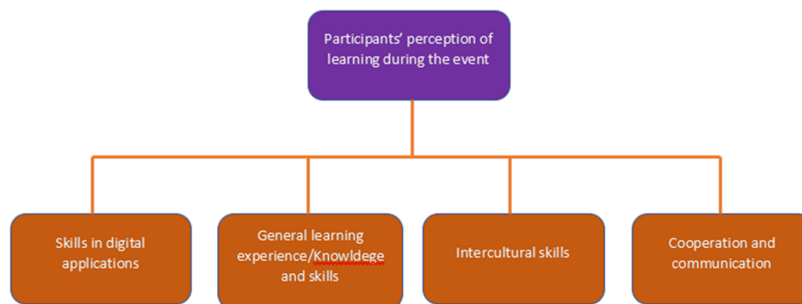 Participants’ perception of
learning during the event
Skills in digital
applications
General learning
experience/Knowldege
and skills
Intercultural skills
Cooperation and
communication